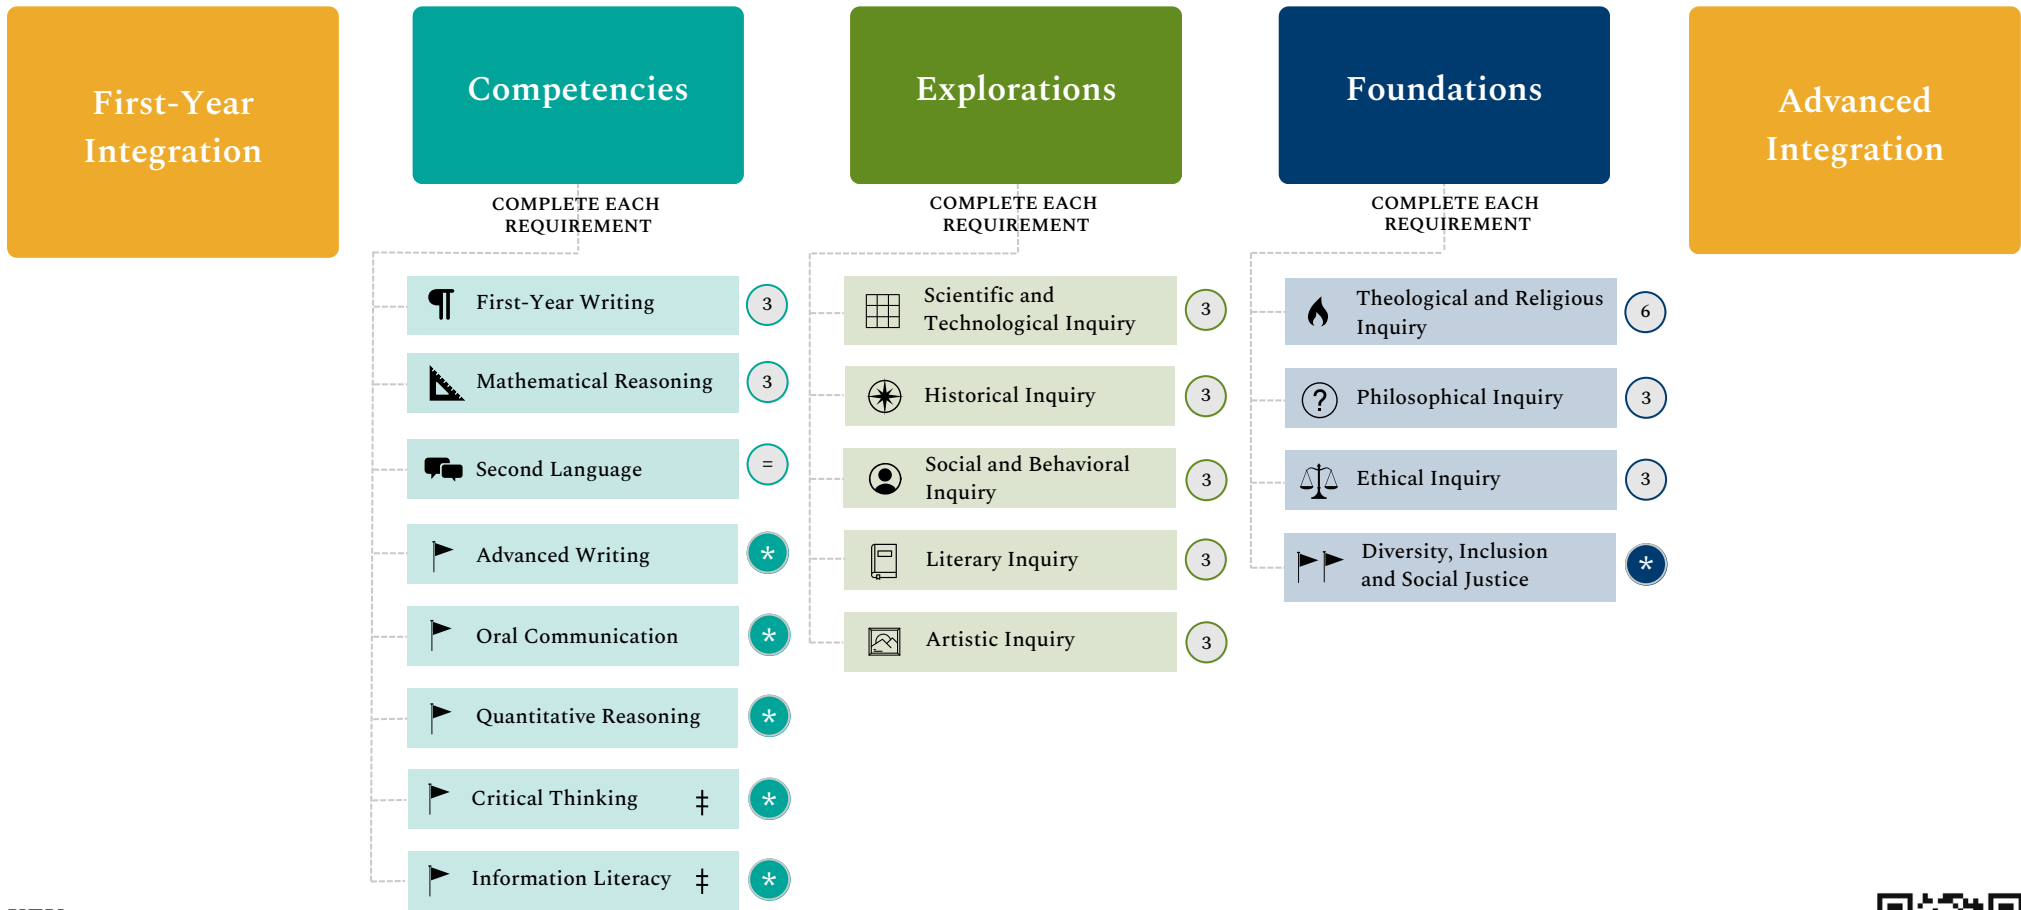 First-Year
Integration
Competencies
COMPLETE EACH
REQUIREMENT
First-Year Writing
3
Mathematical Reasoning
3
Second Language
=
Advanced Writing
*
Oral Communication
*
Quantitative Reasoning
*
Critical Thinking ‡
*
Information Literacy ‡
*
Explorations
COMPLETE EACH
REQUIREMENT
Scientific and
Technological Inquiry
3
Historical Inquiry
3
Social and Behavioral
Inquiry
3
Literary Inquiry
3
Artistic Inquiry
3
Foundations
COMPLETE EACH
REQUIREMENT
Theological and Religious
Inquiry
6
?
Philosophical Inquiry
3
Ethical Inquiry
3
Diversity, Inclusion
and Social Justice
*
Advanced
Integration